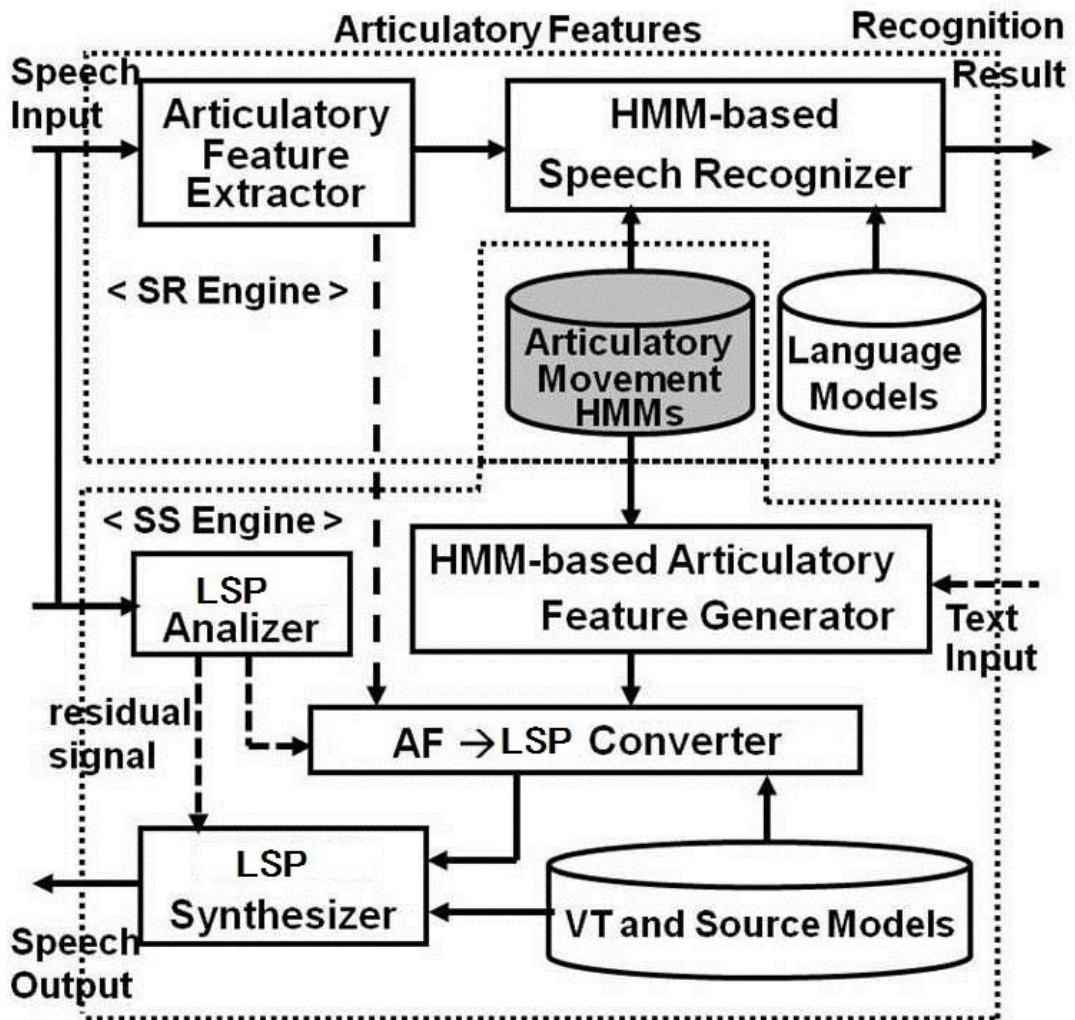 Articulatory Features
Recognition
Result
Speech
Input
Articulatory
Feature
Extractor
HMM-based
Speech Recognizer
< SR Engine >
Articulatory
Movement
HMMs
Language
Models
< SS Engine >
LSP
Analizer
HMM-based Articulatory
Feature Generator
Text
Input
residual
signal
AF → LSP Converter
LSP
Synthesizer
VT and Source Models
Speech
Output